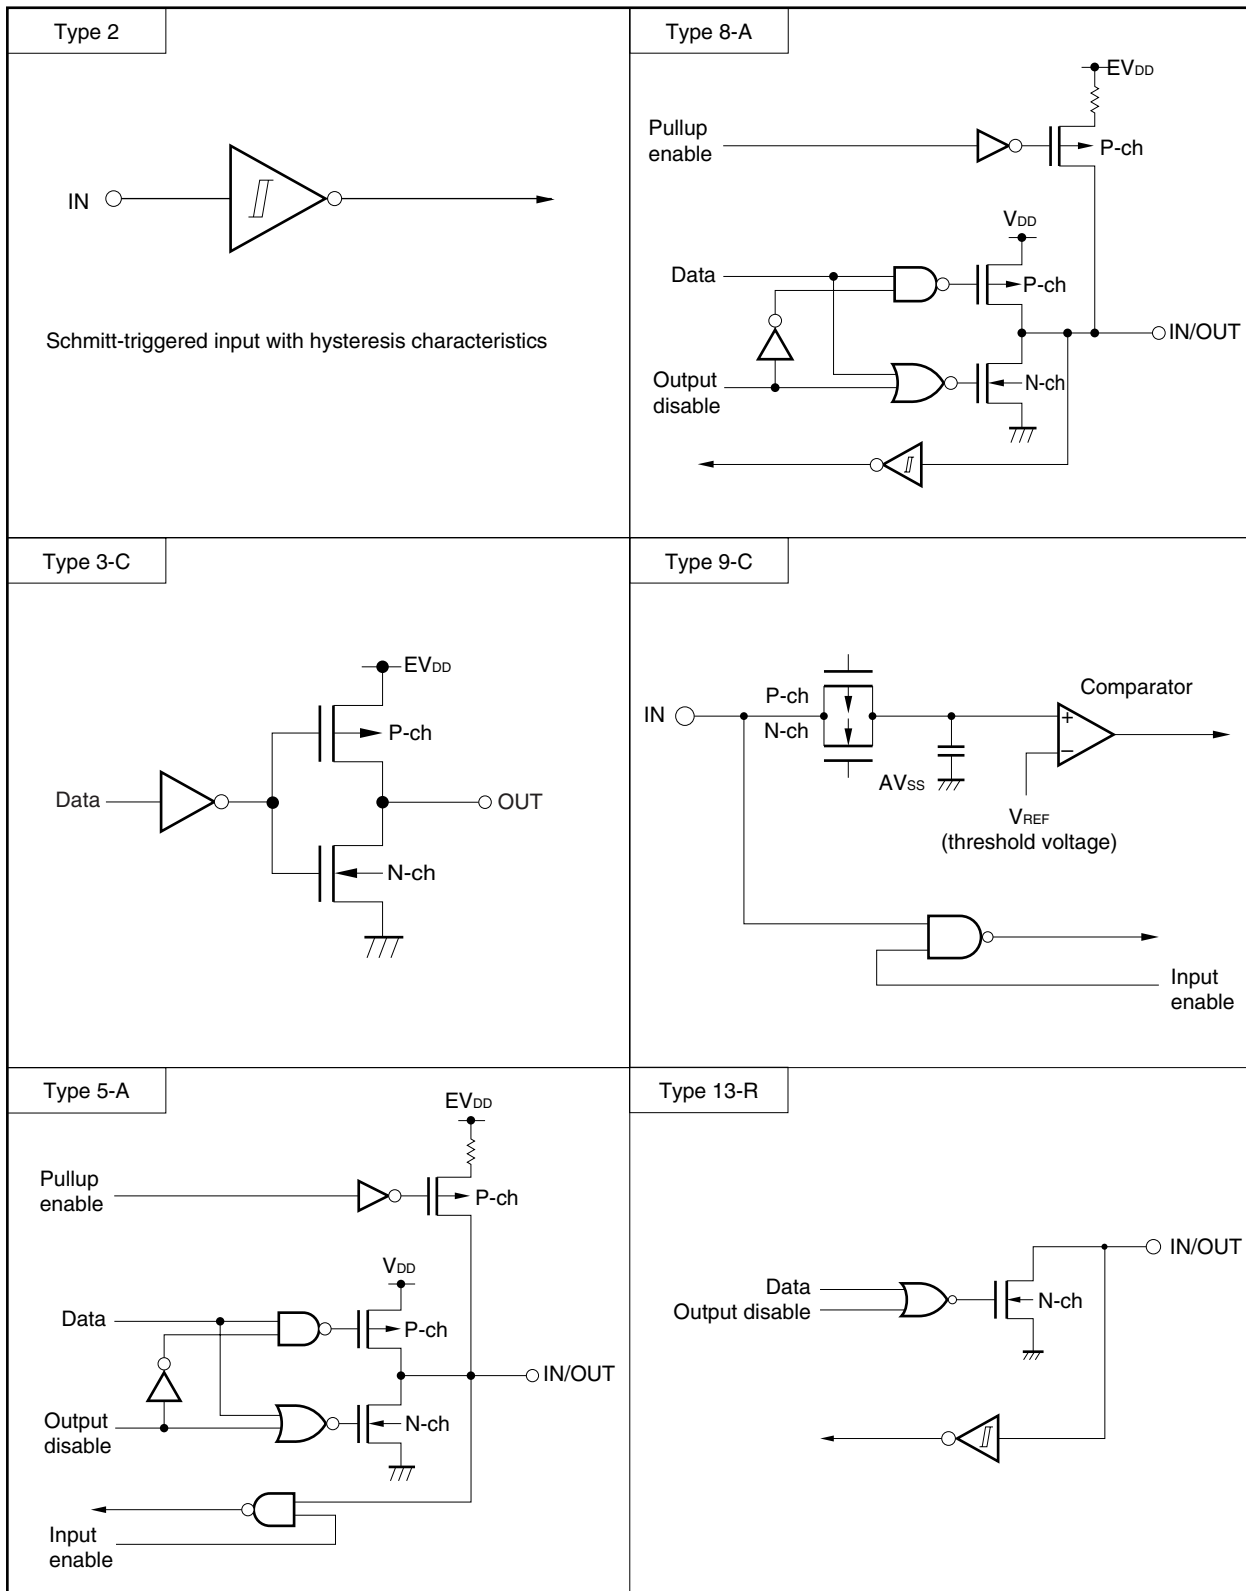 Type 2
IN
Schmitt-triggered input with hysteresis characteristics
Type 8-A
EVDD
Pullup
enable
P-ch
VDD
Data
P-ch
IN/OUT
Output
disable
N-ch
Type 3-C
EVDD
P-ch
Data
OUT
N-ch
Type 9-C
P-ch
Comparator
IN
N-ch
+
−
AVSS
VREF
(threshold voltage)
Input
enable
Type 5-A
EVDD
Pullup
enable
P-ch
VDD
Data
P-ch
IN/OUT
Output
disable
N-ch
Input
enable
Type 13-R
IN/OUT
Data
Output disable
N-ch